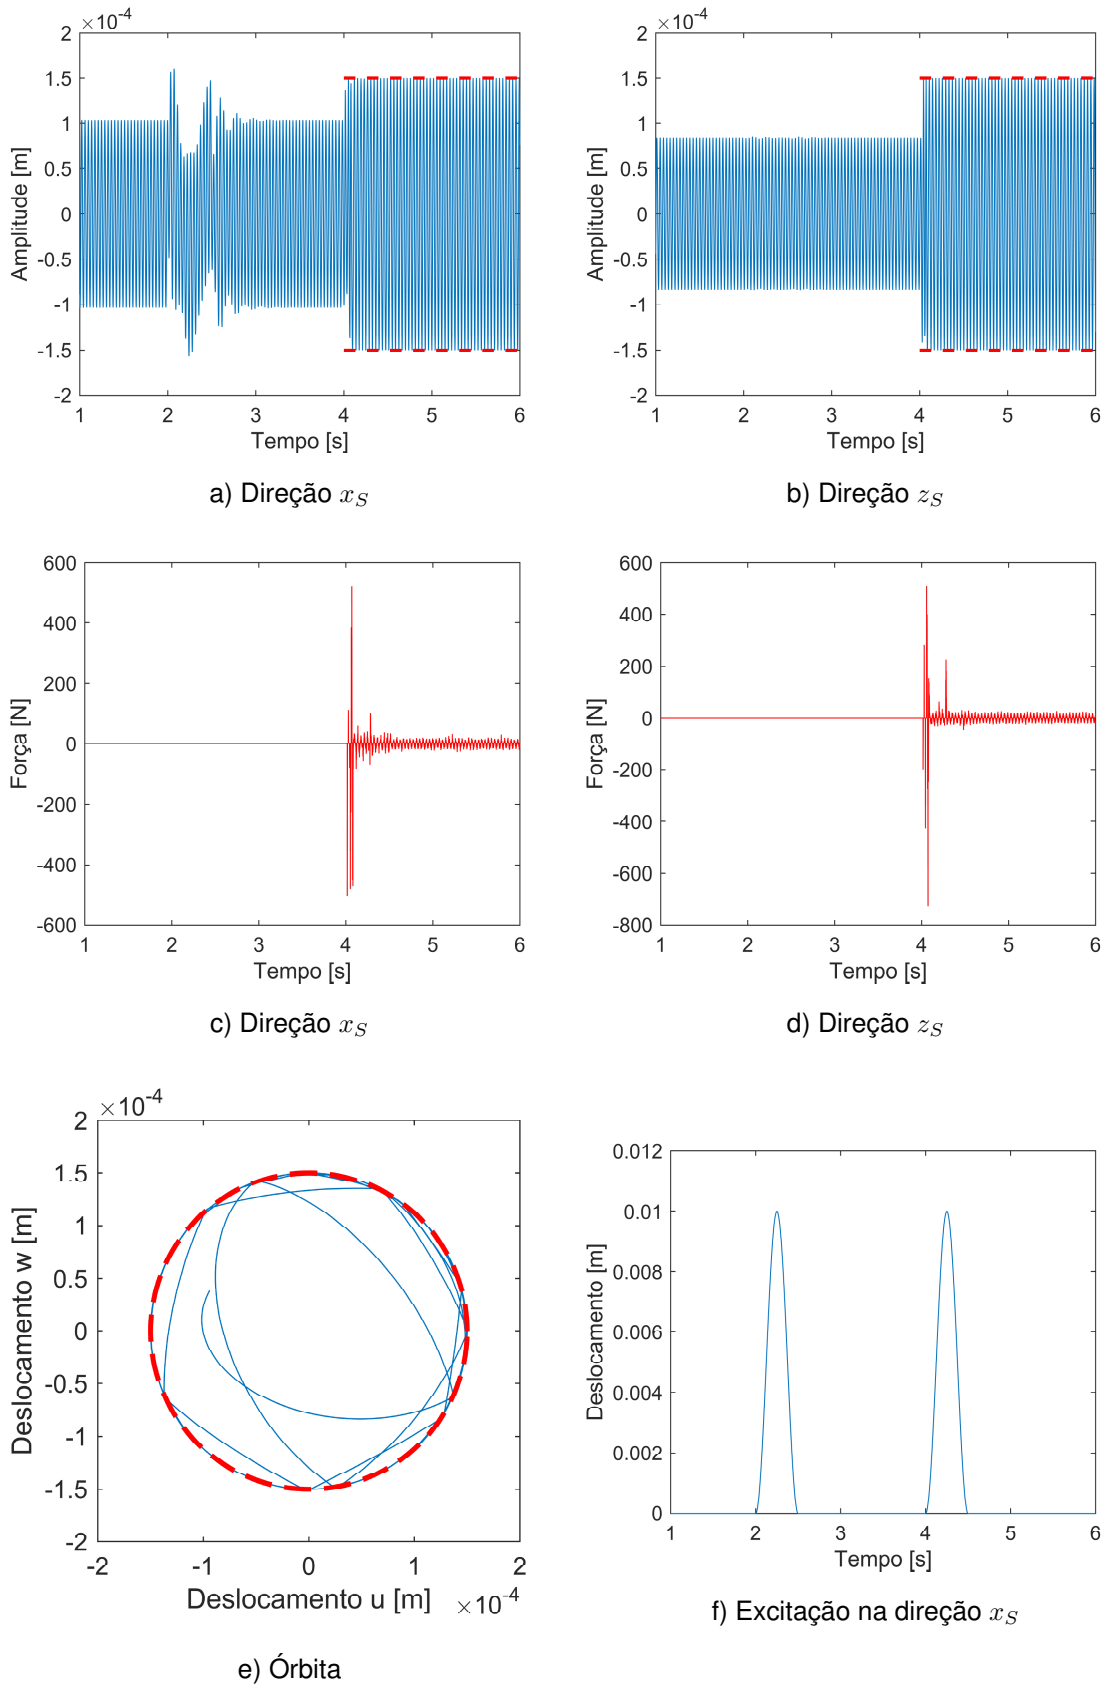 ×10⁻⁴
2
1.5
1
0.5
0
-0.5
-1
-1.5
-2
Amplitude [m]
1 2 3 4 5 6
Tempo [s]
a) Direção x_S
×10⁻⁴
2
1.5
1
0.5
0
-0.5
-1
-1.5
-2
Amplitude [m]
1 2 3 4 5 6
Tempo [s]
b) Direção z_S
600
400
200
0
-200
-400
-600
Força [N]
1 2 3 4 5 6
Tempo [s]
c) Direção x_S
600
400
200
0
-200
-400
-600
-800
Força [N]
1 2 3 4 5 6
Tempo [s]
d) Direção z_S
×10⁻⁴
2
1.5
1
0.5
0
-0.5
-1
-1.5
-2
Deslocamento w [m]
-2 -1 0 1 2
Deslocamento u [m] ×10⁻⁴
e) Órbita
0.012
0.01
0.008
0.006
0.004
0.002
0
Deslocamento [m]
1 2 3 4 5 6
Tempo [s]
f) Excitação na direção x_S